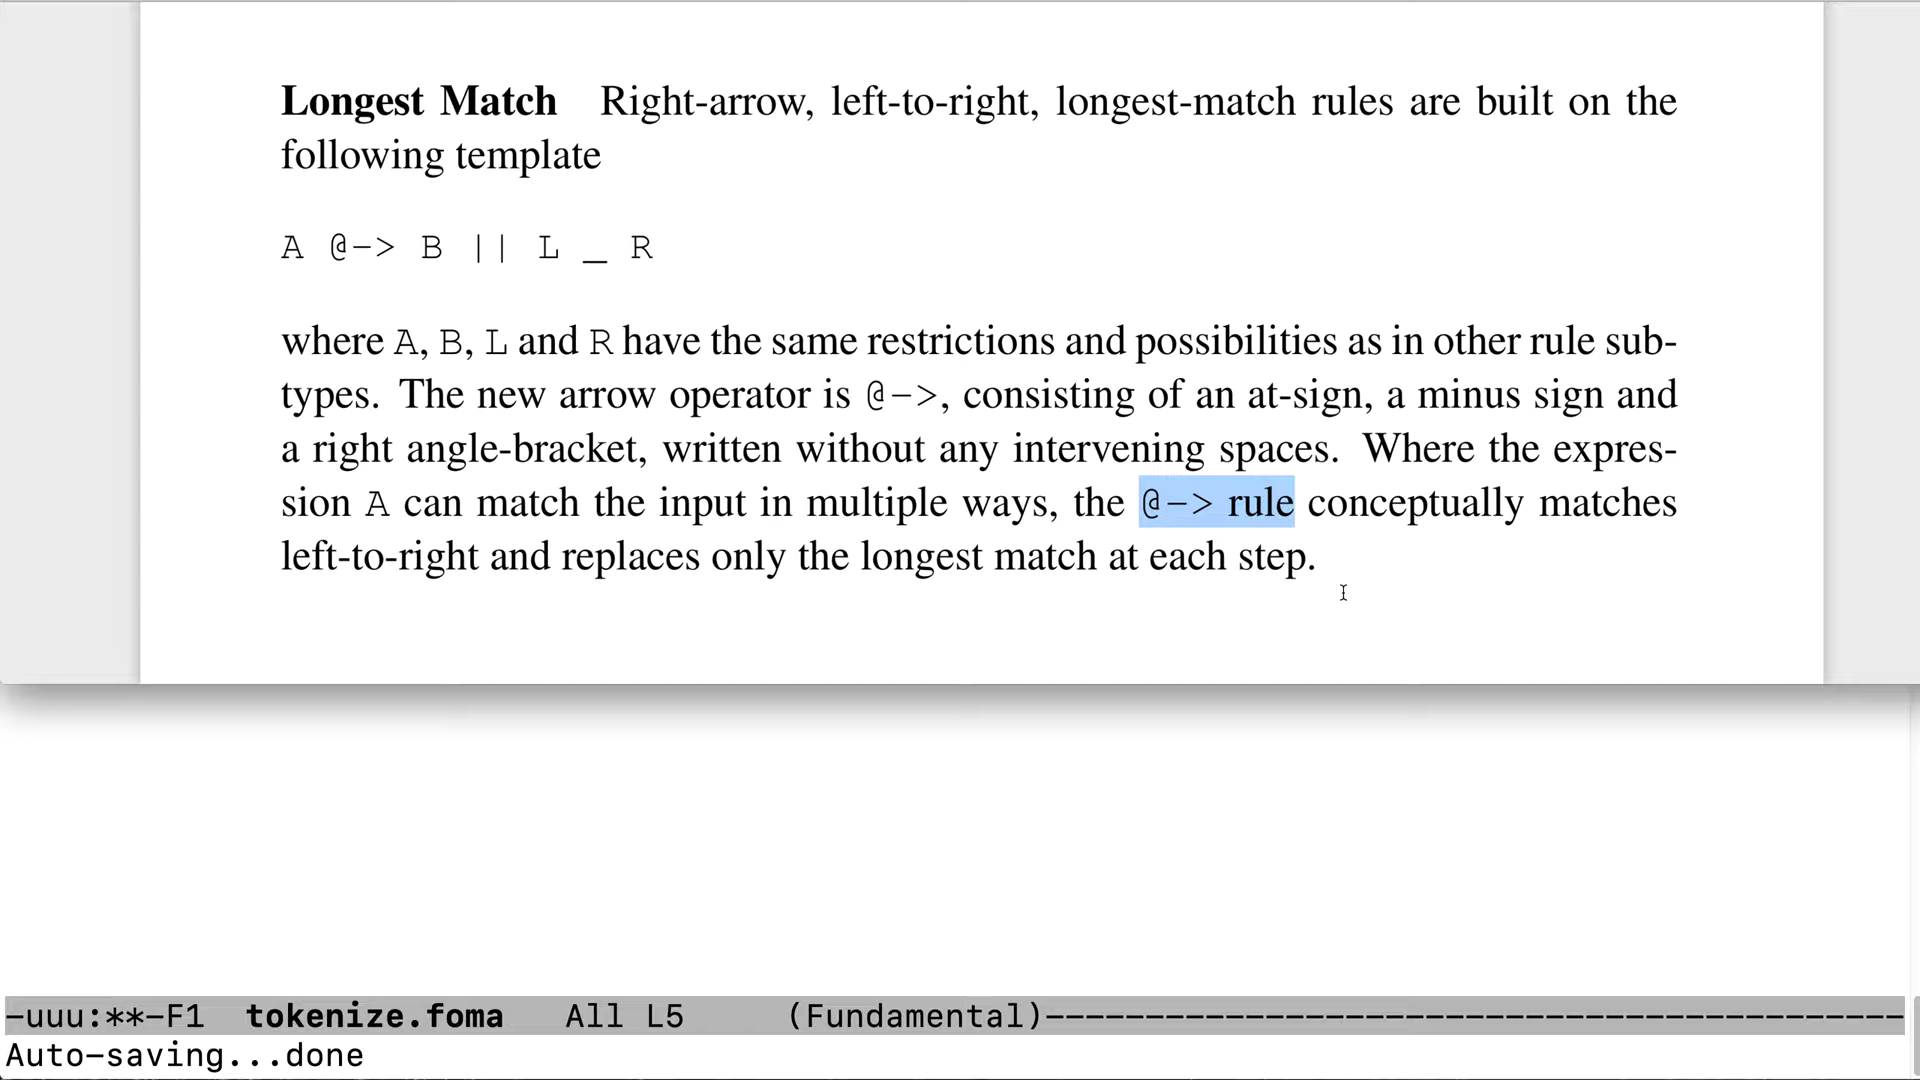 Longest Match Right-arrow, left-to-right, longest-match rules are built on the
following template
A @-> B || L _ R
where A, B, L and R have the same restrictions and possibilities as in other rule sub-
types. The new arrow operator is @->, consisting of an at-sign, a minus sign and
a right angle-bracket, written without any intervening spaces. Where the expres-
sion A can match the input in multiple ways, the @-> rule conceptually matches
left-to-right and replaces only the longest match at each step.
-uuu:**-F1 tokenize.foma All L5 (Fundamental)-------------------------------------------
Auto-saving...done